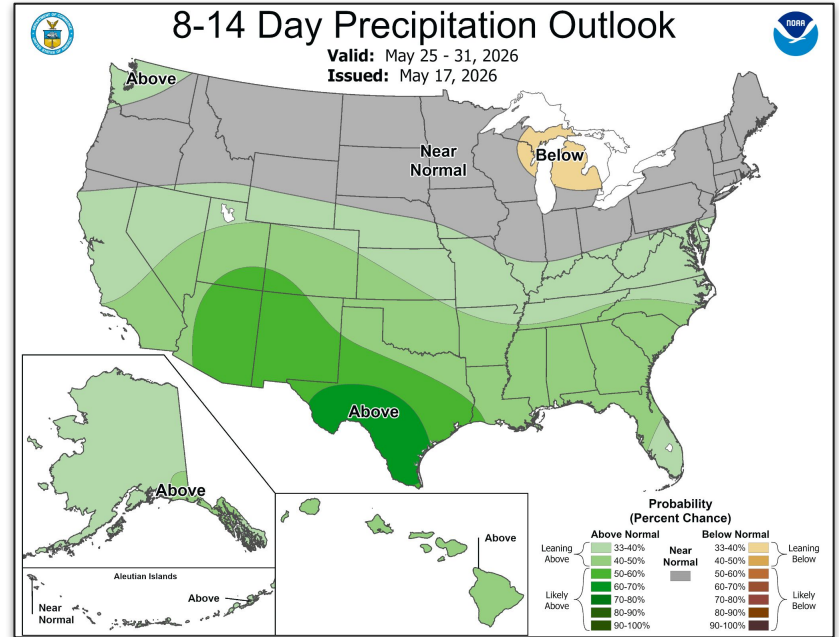 8-14 Day Precipitation Outlook
Valid: May 25 - 31, 2026
Issued: May 17, 2026
NOAA
Above
Near
Normal
Below
Above
Above
Aleutian Islands
Above
Near
Normal
Above
Probability
(Percent Chance)
Above Normal
Below Normal
Leaning
Above
33-40%
40-50%
50-60%
60-70%
70-80%
80-90%
90-100%
Likely
Above
Near
Normal
33-40%
40-50%
50-60%
60-70%
70-80%
80-90%
90-100%
Leaning
Below
Likely
Below